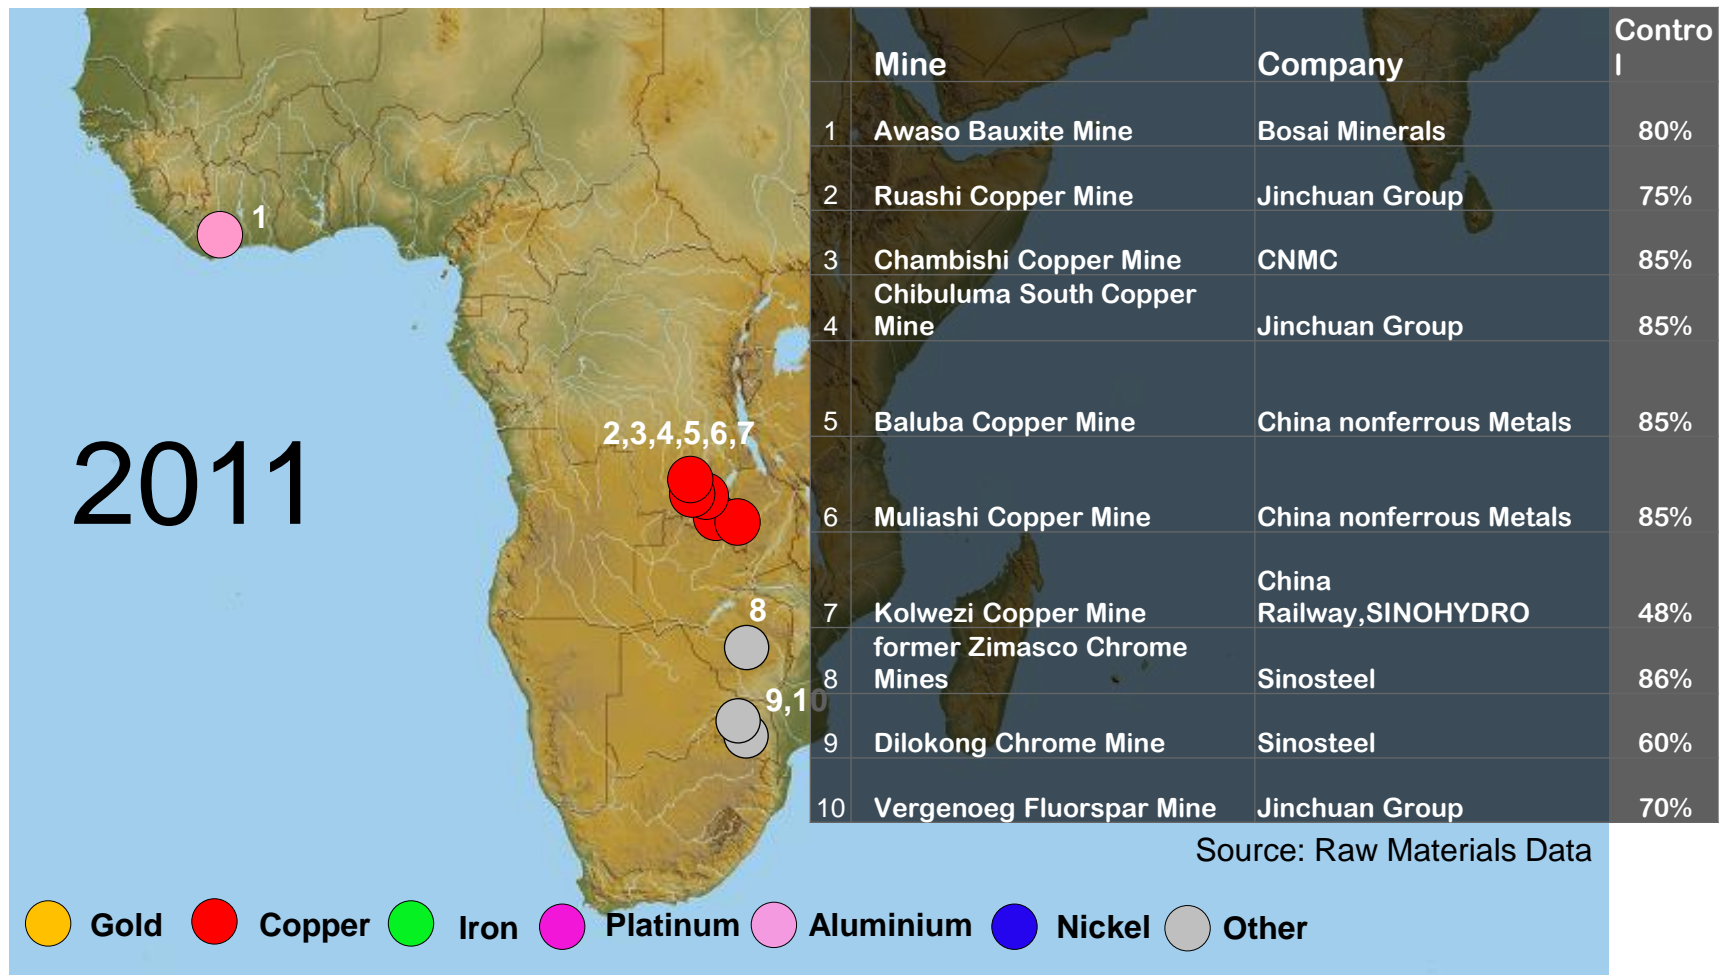 Mine Company Contro
l
1 Awaso Bauxite Mine Bosai Minerals 80%
2 Ruashi Copper Mine Jinchuan Group 75%
3 Chambishi Copper Mine CNMC 85%
Chibuluma South Copper
4 Mine Jinchuan Group 85%
5 Baluba Copper Mine China nonferrous Metals 85%
6 Muliashi Copper Mine China nonferrous Metals 85%
China
7 Kolwezi Copper Mine Railway,SINOHYDRO 48%
former Zimasco Chrome
8 Mines Sinosteel 86%
9 Dilokong Chrome Mine Sinosteel 60%
10 Vergenoeg Fluorspar Mine Jinchuan Group 70%
1
2,3,4,5,6,7
2011
8
9,10
Source: Raw Materials Data
Gold Copper Iron Platinum Aluminium Nickel Other